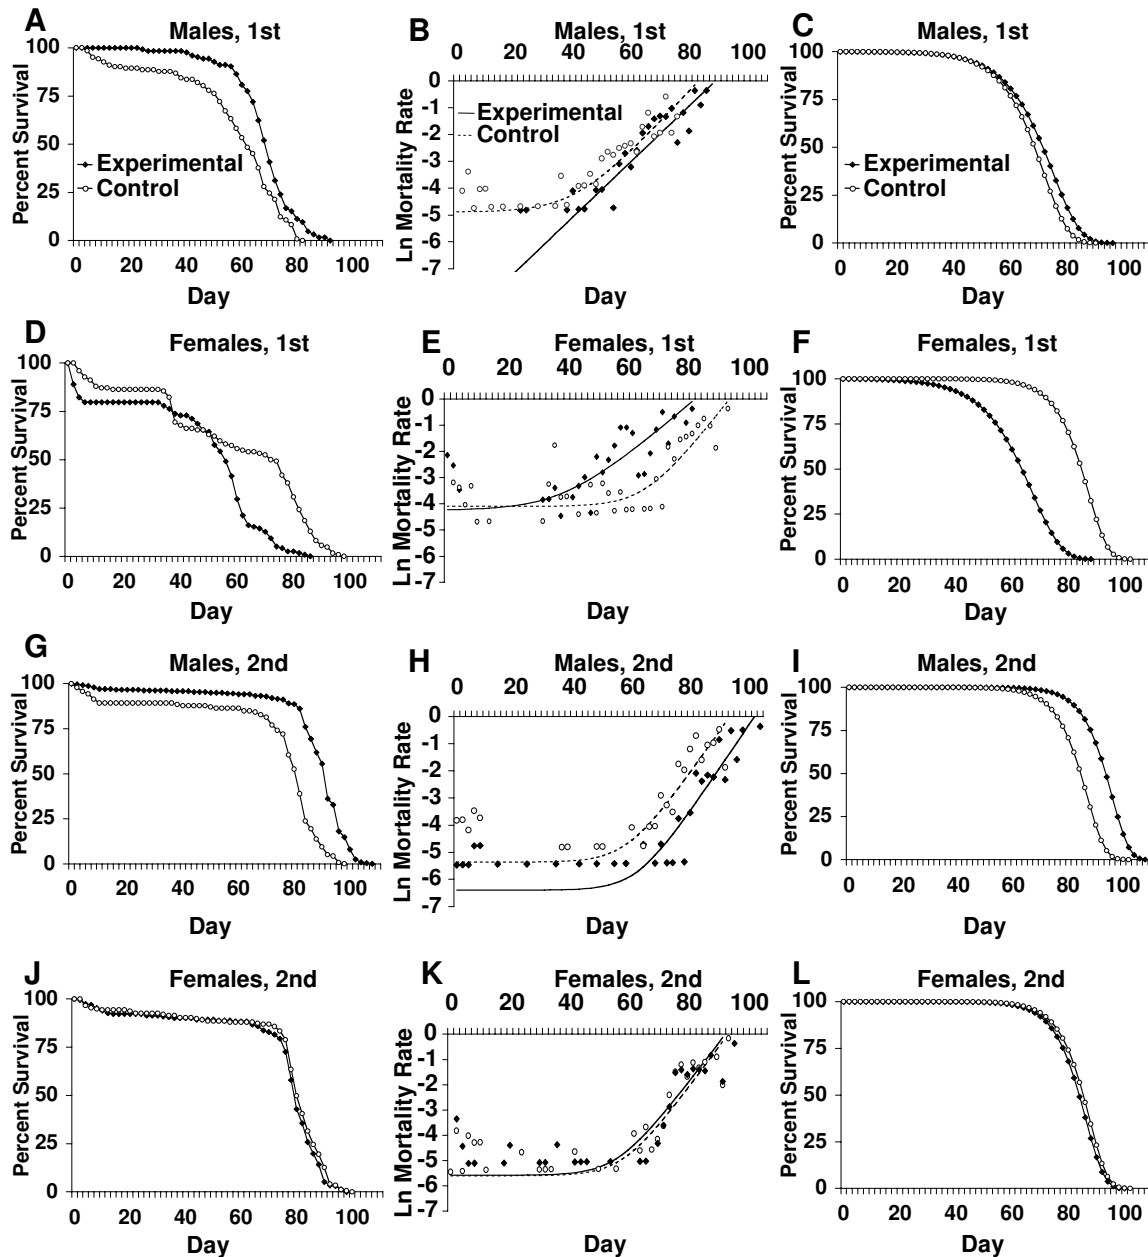 A
Males, 1st
100
75
50
25
0
Percent Survival
Experimental
Control
0 20 40 60 80 100
Day
B
Males, 1st
0 20 40 60 80 100
0
-1
-2
-3
-4
-5
-6
-7
Ln Mortality Rate
Experimental
Control
Day
C
Males, 1st
100
75
50
25
0
Percent Survival
Experimental
Control
0 20 40 60 80 100
Day
D
Females, 1st
100
75
50
25
0
Percent Survival
0 20 40 60 80 100
Day
E
Females, 1st
0 20 40 60 80 100
0
-1
-2
-3
-4
-5
-6
-7
Ln Mortality Rate
Day
F
Females, 1st
100
75
50
25
0
Percent Survival
0 20 40 60 80 100
Day
G
Males, 2nd
100
75
50
25
0
Percent Survival
0 20 40 60 80 100
Day
H
Males, 2nd
0 20 40 60 80 100
0
-1
-2
-3
-4
-5
-6
-7
Ln Mortality Rate
Day
I
Males, 2nd
100
75
50
25
0
Percent Survival
0 20 40 60 80 100
Day
J
Females, 2nd
100
75
50
25
0
Percent Survival
0 20 40 60 80 100
Day
K
Females, 2nd
0 20 40 60 80 100
0
-1
-2
-3
-4
-5
-6
-7
Ln Mortality Rate
Day
L
Females, 2nd
100
75
50
25
0
Percent Survival
0 20 40 60 80 100
Day